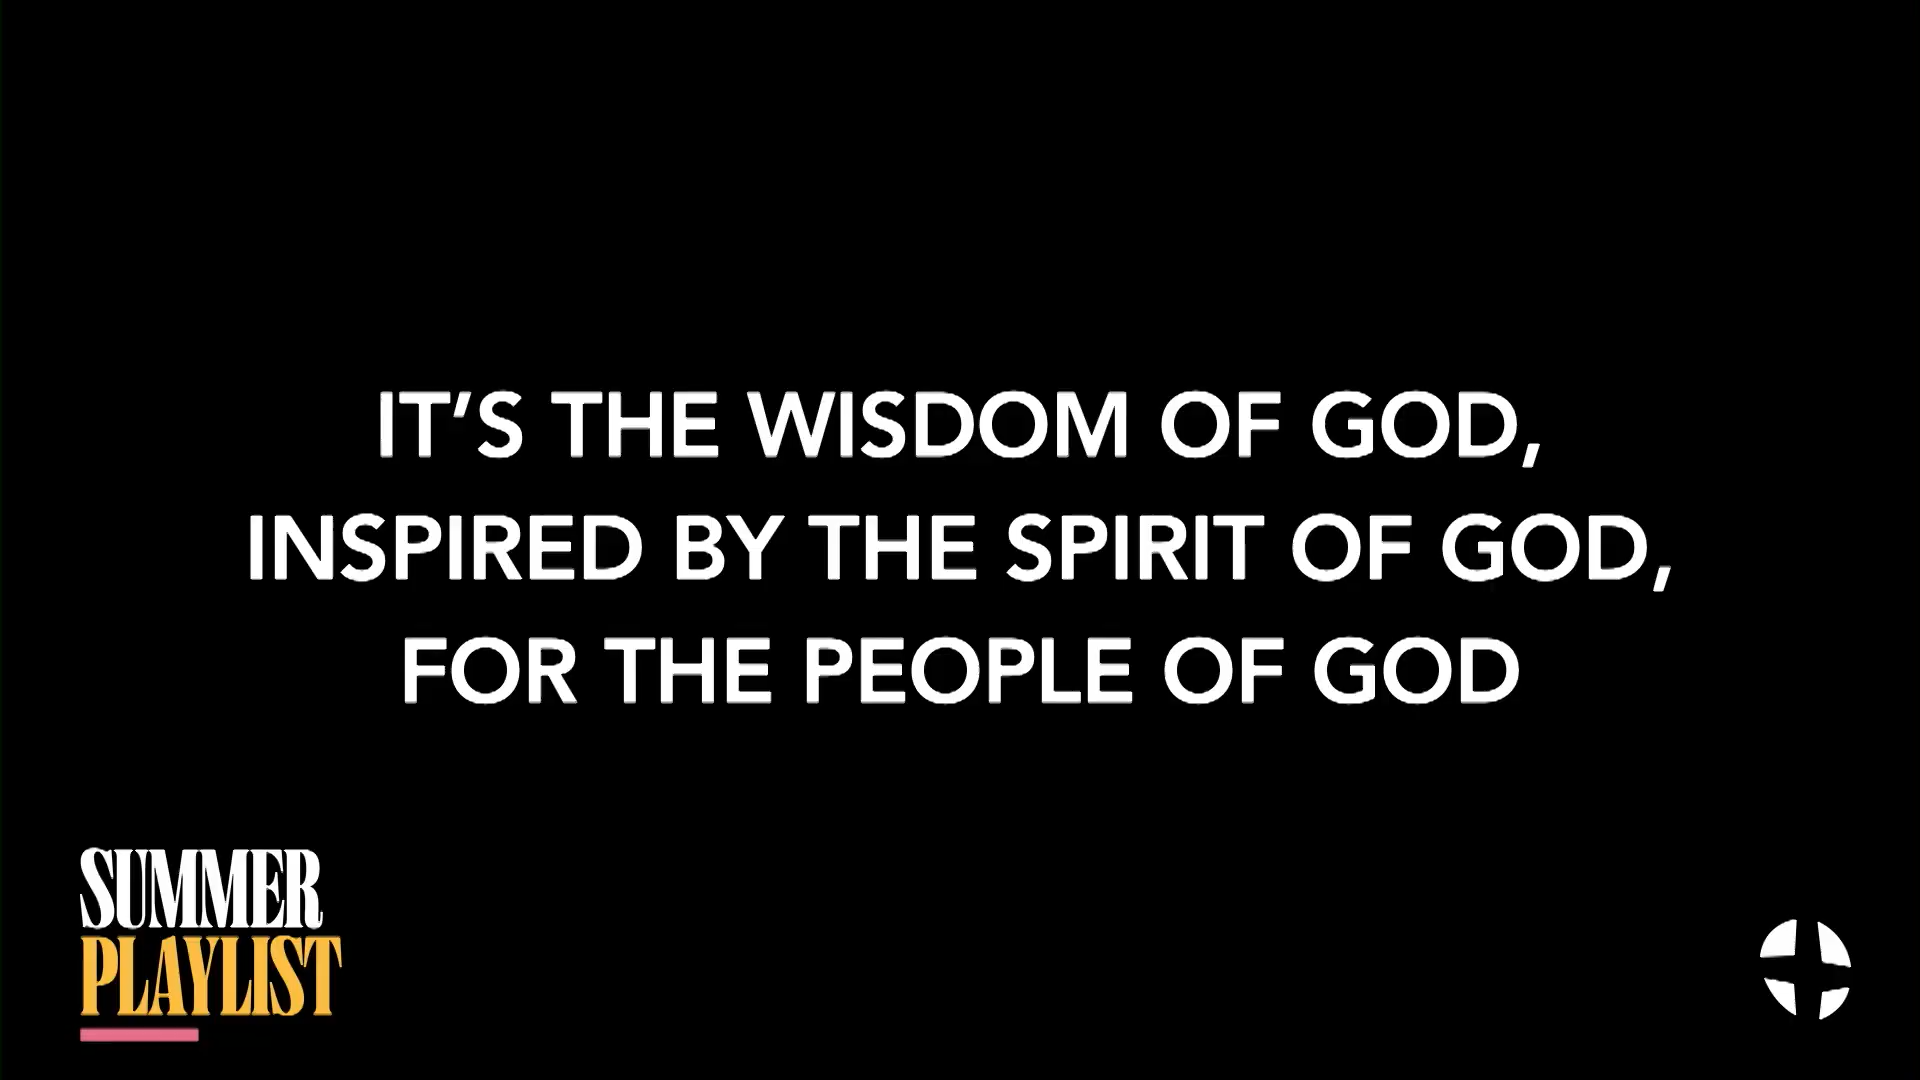 IT’S THE WISDOM OF GOD,
INSPIRED BY THE SPIRIT OF GOD,
FOR THE PEOPLE OF GOD
SUMMER
PLAYLIST